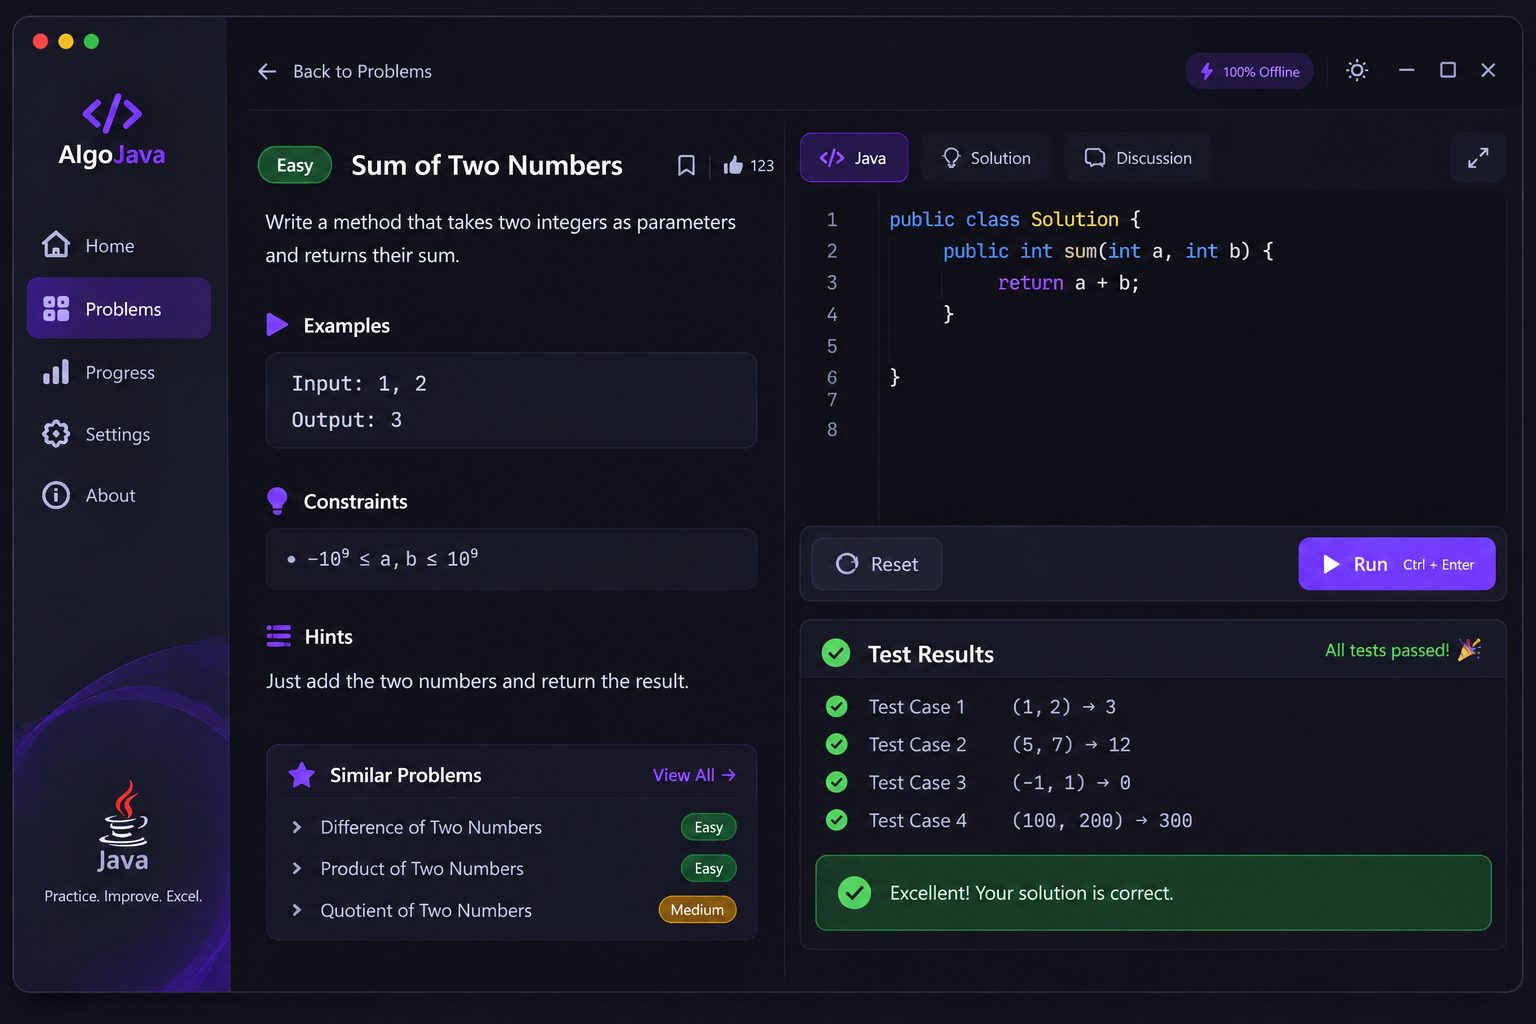 </> 
AlgoJava
Home
Problems
Progress
Settings
About
Java
Practice. Improve. Excel.
← Back to Problems
100% Offline
Easy
Sum of Two Numbers
123
Write a method that takes two integers as parameters
and returns their sum.
Examples
Input: 1, 2
Output: 3
Constraints
• −10⁹ ≤ a, b ≤ 10⁹
Hints
Just add the two numbers and return the result.
Similar Problems
View All →
Difference of Two Numbers
Easy
Product of Two Numbers
Easy
Quotient of Two Numbers
Medium
</> Java
Solution
Discussion
1 public class Solution {
2 public int sum(int a, int b) {
3 return a + b;
4 }
5
6 }
7
8
Reset
Run Ctrl + Enter
Test Results
All tests passed! 🎉
Test Case 1 (1, 2) → 3
Test Case 2 (5, 7) → 12
Test Case 3 (-1, 1) → 0
Test Case 4 (100, 200) → 300
Excellent! Your solution is correct.